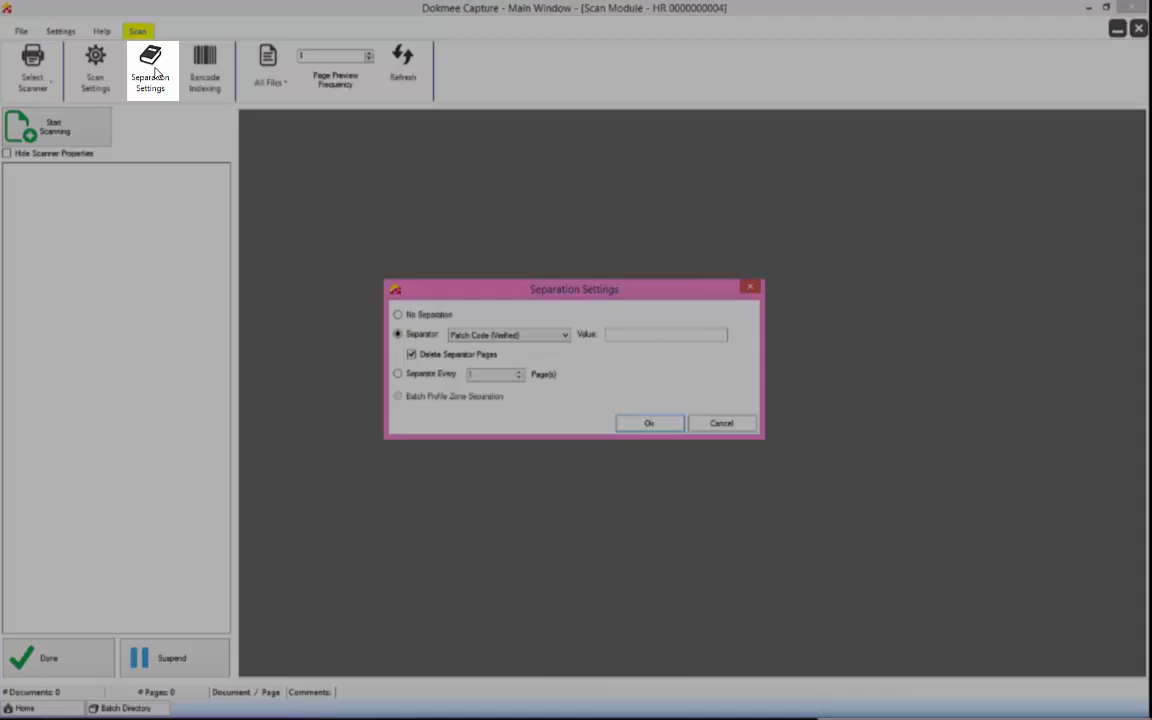 Dokmee Capture - Main Window - [Scan Module - HR 0000000004]
File Settings Help Scan
Select Scanner
Scan Settings
Separation Settings
Barcode Indexing
All Files
1
Page Preview Frequency
Refresh
Start Scanning
Hide Scanner Properties
Separation Settings
No Separation
Separator: Patch Code (Verified) Value:
Delete Separator Pages
Separate Every 1 Page(s)
Batch Profile Zone Separation
Ok Cancel
Done Suspend
# Documents: 0 # Pages: 0 Document / Page Comments:
Home Batch Directory